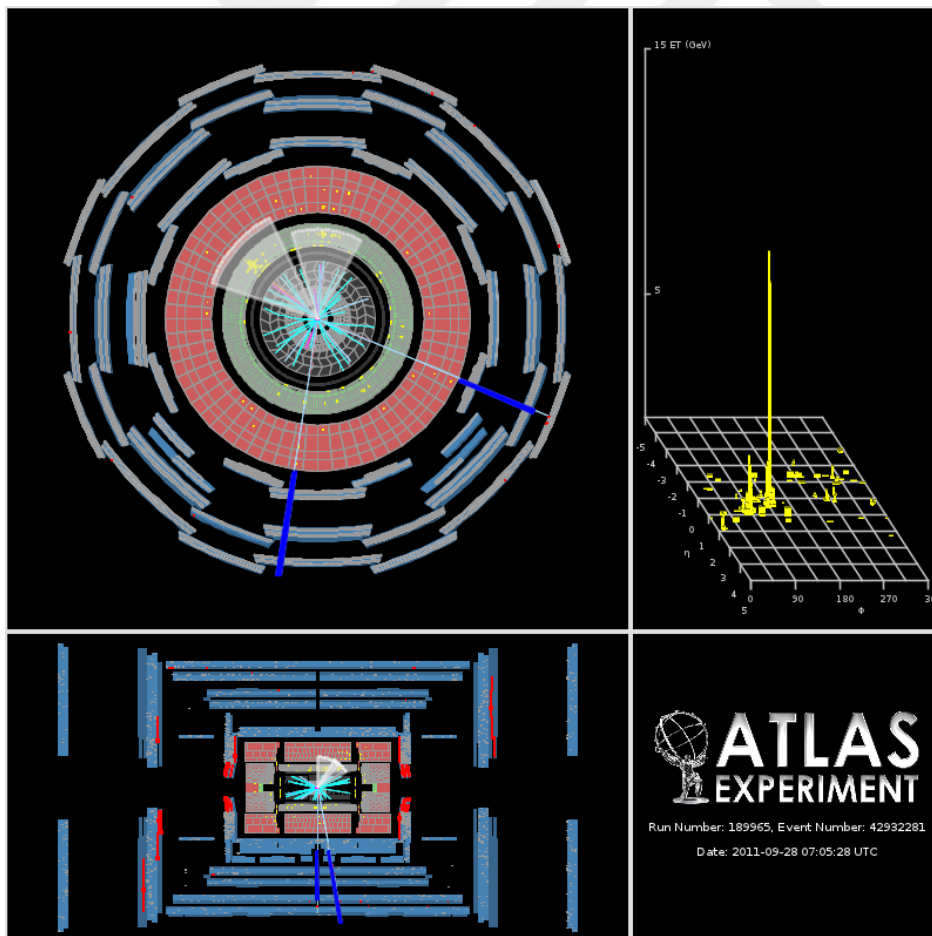 15 ET (GeV)
5
-5
-4
-3
-2
-1
0
1
2
3
4
5
η
0 90 180 270 30
Φ
ATLAS
EXPERIMENT
Run Number: 189965, Event Number: 42932281
Date: 2011-09-28 07:05:28 UTC